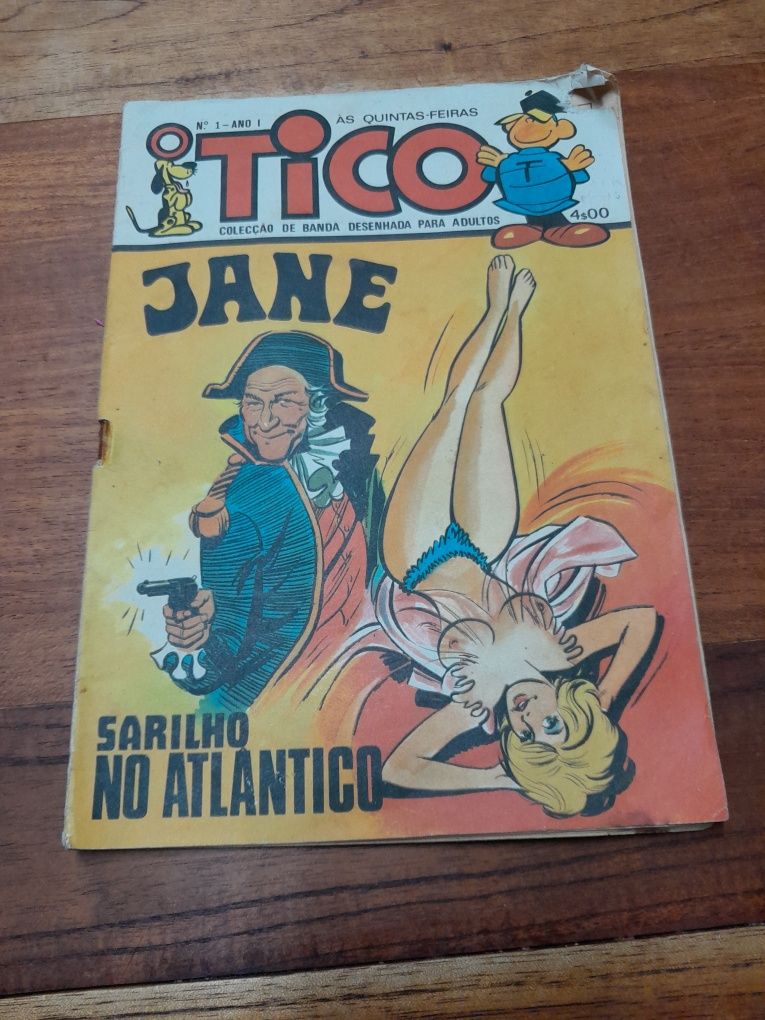 Nº 1 - ANO I
ÀS QUINTAS-FEIRAS
O TiCO
T
4$00
COLECÇÃO DE BANDA DESENHADA PARA ADULTOS
JANE
SARILHO
NO ATLÂNTICO